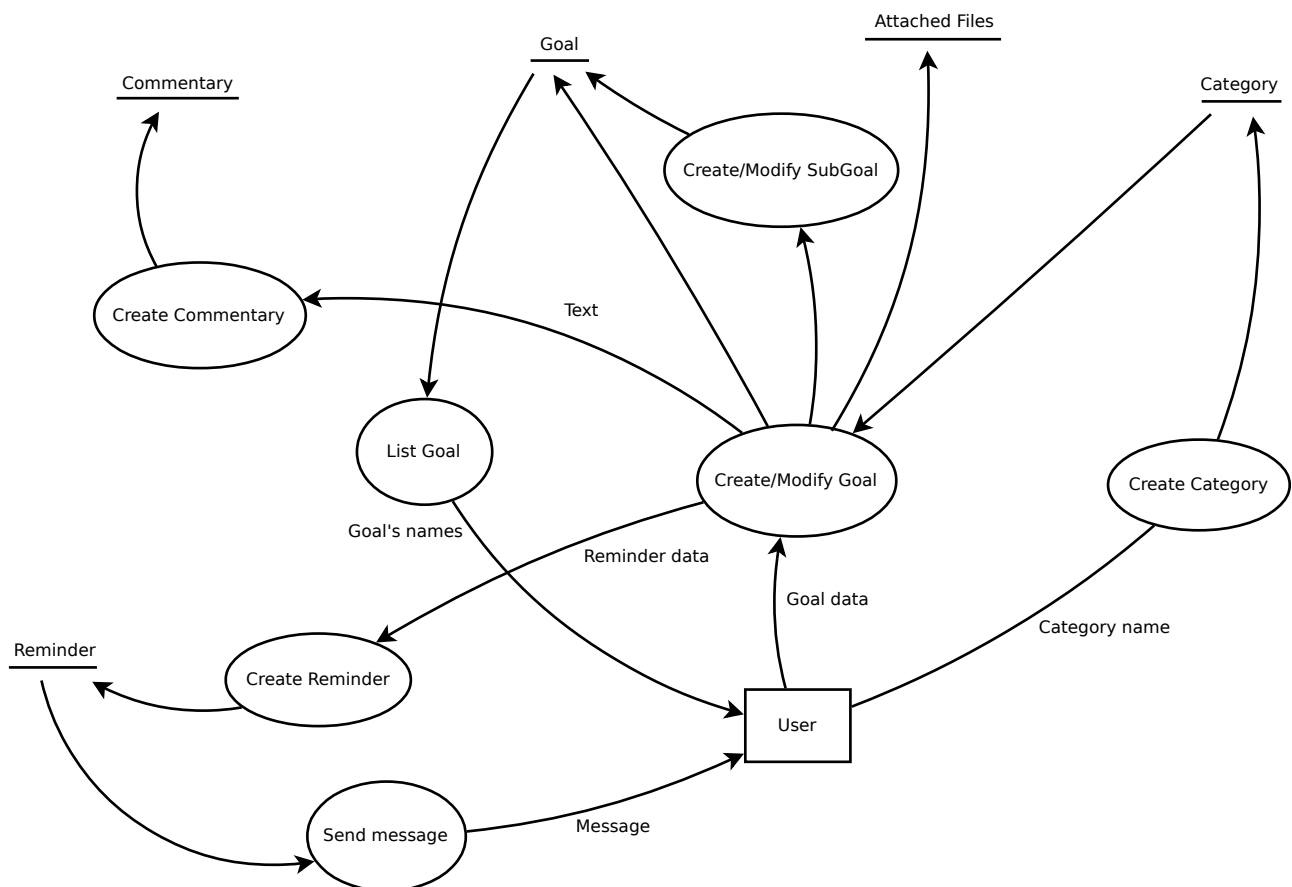 Attached Files
Goal
Commentary
Category
Create/Modify SubGoal
Create Commentary
Text
List Goal
Create/Modify Goal
Create Category
Goal's names
Reminder data
Goal data
Category name
Reminder
Create Reminder
User
Message
Send message